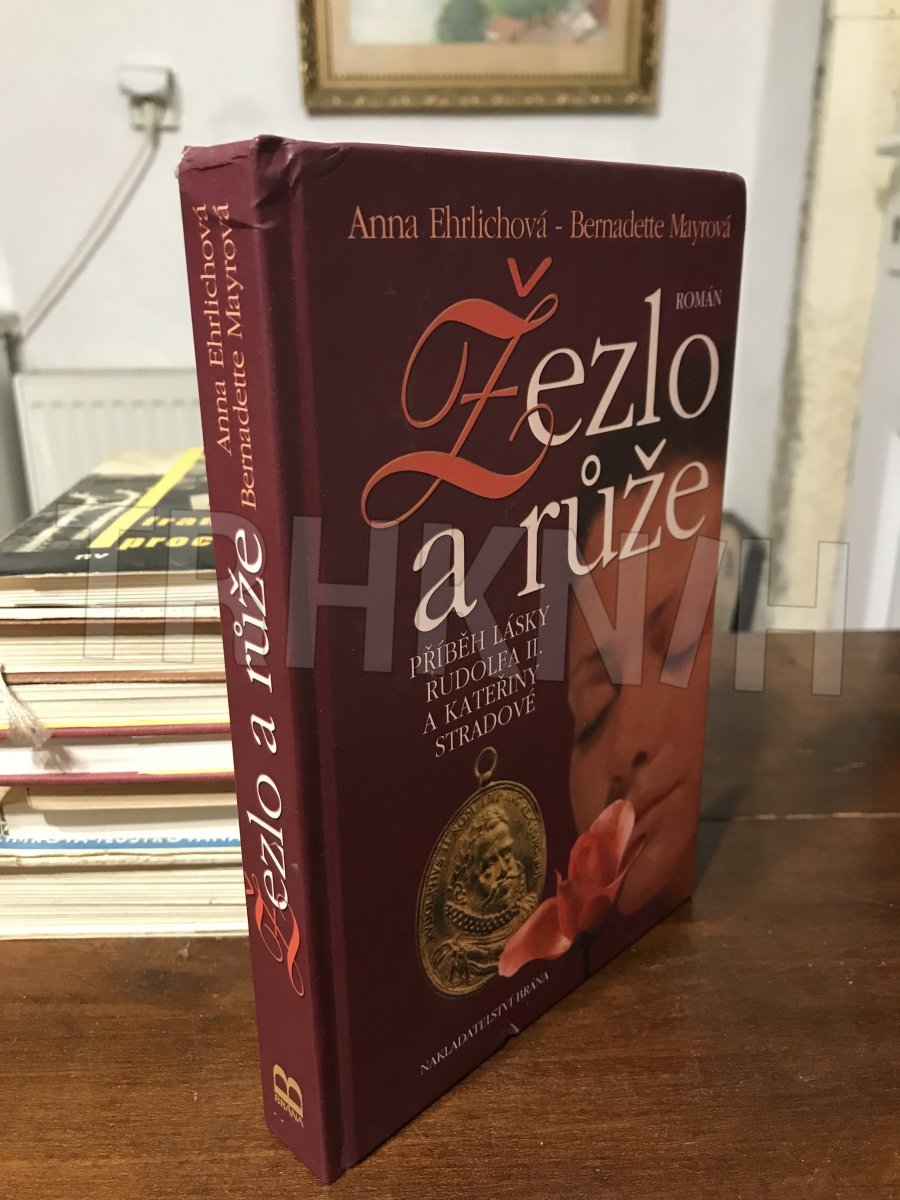 Anna Ehrlichová - Bernadette Mayrová
ROMÁN
Žezlo
a růže
PŘÍBĚH LÁSKY
RUDOLFA II.
A KATEŘINY
STRADOVÉ
NAKLADATELSTVÍ BRÁNA
Anna Ehrlichová
Bernadette Mayrová
Žezlo a růže
B
BRÁNA
TRHKNIH